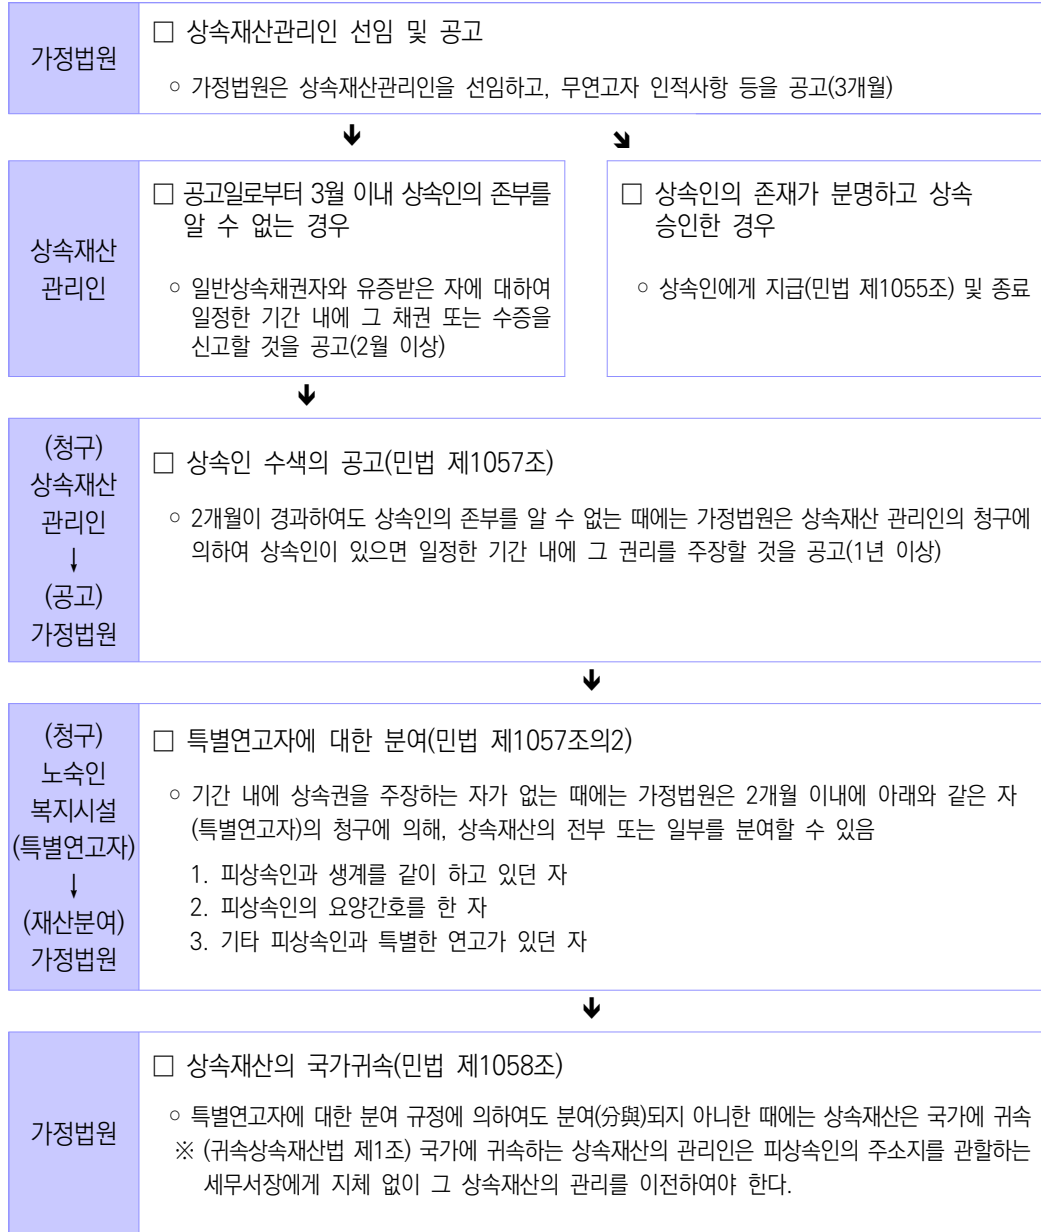 가정법원
□ 상속재산관리인 선임 및 공고
○ 가정법원은 상속재산관리인을 선임하고, 무연고자 인적사항 등을 공고(3개월)
🡻 🡾
상속재산
관리인
□ 공고일로부터 3월 이내 상속인의 존부를
알 수 없는 경우
○ 일반상속채권자와 유증받은 자에 대하여
일정한 기간 내에 그 채권 또는 수증을
신고할 것을 공고(2월 이상)
□ 상속인의 존재가 분명하고 상속
승인한 경우
○ 상속인에게 지급(민법 제1055조) 및 종료
🡻
(청구)
상속재산
관리인
↓
(공고)
가정법원
□ 상속인 수색의 공고(민법 제1057조)
○ 2개월이 경과하여도 상속인의 존부를 알 수 없는 때에는 가정법원은 상속재산 관리인의 청구에
의하여 상속인이 있으면 일정한 기간 내에 그 권리를 주장할 것을 공고(1년 이상)
🡻
(청구)
노숙인
복지시설
(특별연고자)
↓
(재산분여)
가정법원
□ 특별연고자에 대한 분여(민법 제1057조의2)
○ 기간 내에 상속권을 주장하는 자가 없는 때에는 가정법원은 2개월 이내에 아래와 같은 자
(특별연고자)의 청구에 의해, 상속재산의 전부 또는 일부를 분여할 수 있음
1. 피상속인과 생계를 같이 하고 있던 자
2. 피상속인의 요양간호를 한 자
3. 기타 피상속인과 특별한 연고가 있던 자
🡻
가정법원
□ 상속재산의 국가귀속(민법 제1058조)
○ 특별연고자에 대한 분여 규정에 의하여도 분여(分與)되지 아니한 때에는 상속재산은 국가에 귀속
※ (귀속상속재산법 제1조) 국가에 귀속하는 상속재산의 관리인은 피상속인의 주소지를 관할하는
세무서장에게 지체 없이 그 상속재산의 관리를 이전하여야 한다.